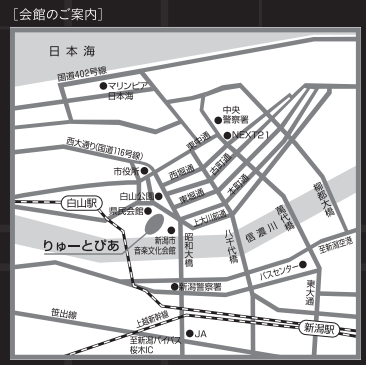 ［会館のご案内］
日本海
国道402号線
マリンピア
日本海
中央
警察署
NEXT21
西大通り(国道116号線)
東中通
西堀通
古町通
東堀通
本町通
上大川前通
市役所
白山公園
白山駅
県民会館
りゅーとぴあ
新潟市
音楽文化会館
昭和大橋
八千代橋
信濃川
萬代橋
柳都大橋
至新潟空港
バスセンター
東大通
新潟警察署
笹出線
上越新幹線
至新潟バイパス
桜木IC
JA
新潟駅